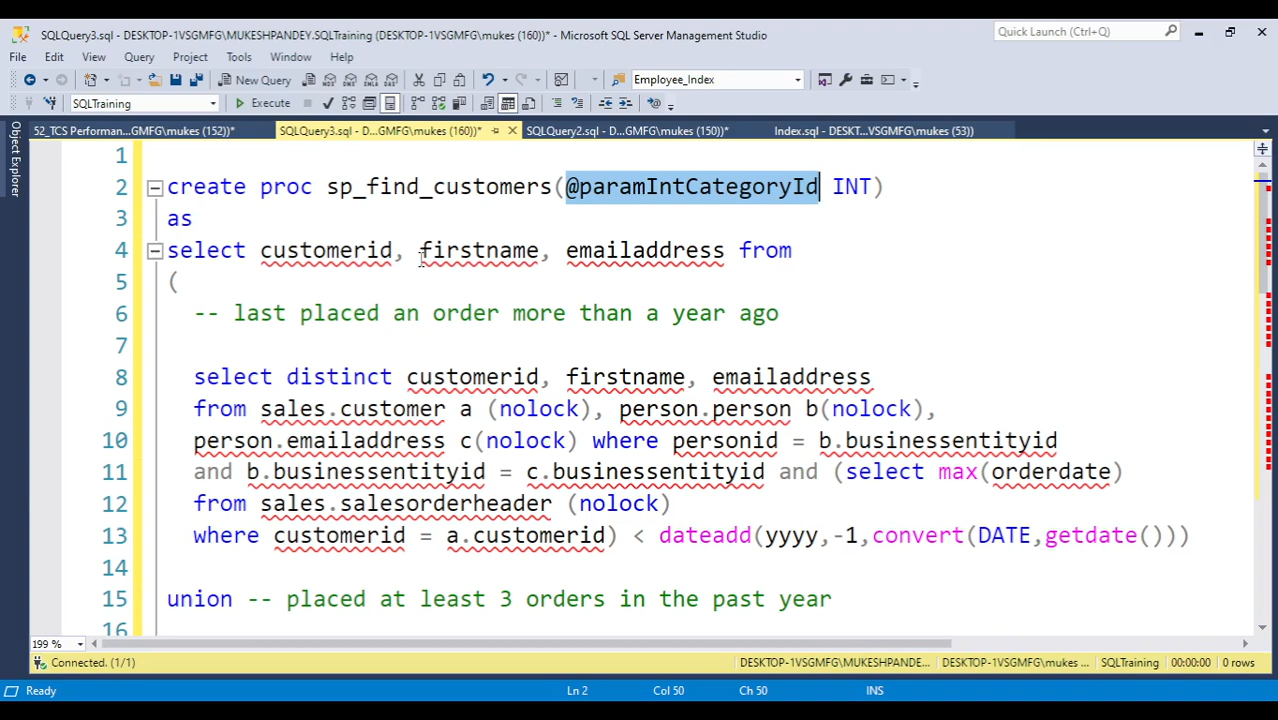 SQLQuery3.sql - DESKTOP-1VSGMFG\MUKESHPANDEY.SQLTraining (DESKTOP-1VSGMFG\mukes (160))* - Microsoft SQL Server Management Studio
Quick Launch (Ctrl+Q)
File Edit View Query Project Tools Window Help
New Query MDX DMX XMLA DAX Employee_Index
SQLTraining Execute
52_TCS Performan...GMFG\mukes (152))* SQLQuery3.sql - D...GMFG\mukes (160))* SQLQuery2.sql - D...GMFG\mukes (150))* Index.sql - DESKT...VSGMFG\mukes (53))
Object Explorer
1
2 create proc sp_find_customers(@paramIntCategoryId INT)
3 as
4 select customerid, firstname, emailaddress from
5 (
6 -- last placed an order more than a year ago
7
8 select distinct customerid, firstname, emailaddress
9 from sales.customer a (nolock), person.person b(nolock),
10 person.emailaddress c(nolock) where personid = b.businessentityid
11 and b.businessentityid = c.businessentityid and (select max(orderdate)
12 from sales.salesorderheader (nolock)
13 where customerid = a.customerid) < dateadd(yyyy,-1,convert(DATE,getdate()))
14
15 union -- placed at least 3 orders in the past year
16
199 %
Connected. (1/1) DESKTOP-1VSGMFG\MUKESHPANDE... DESKTOP-1VSGMFG\mukes ... SQLTraining 00:00:00 0 rows
Ready Ln 2 Col 50 Ch 50 INS